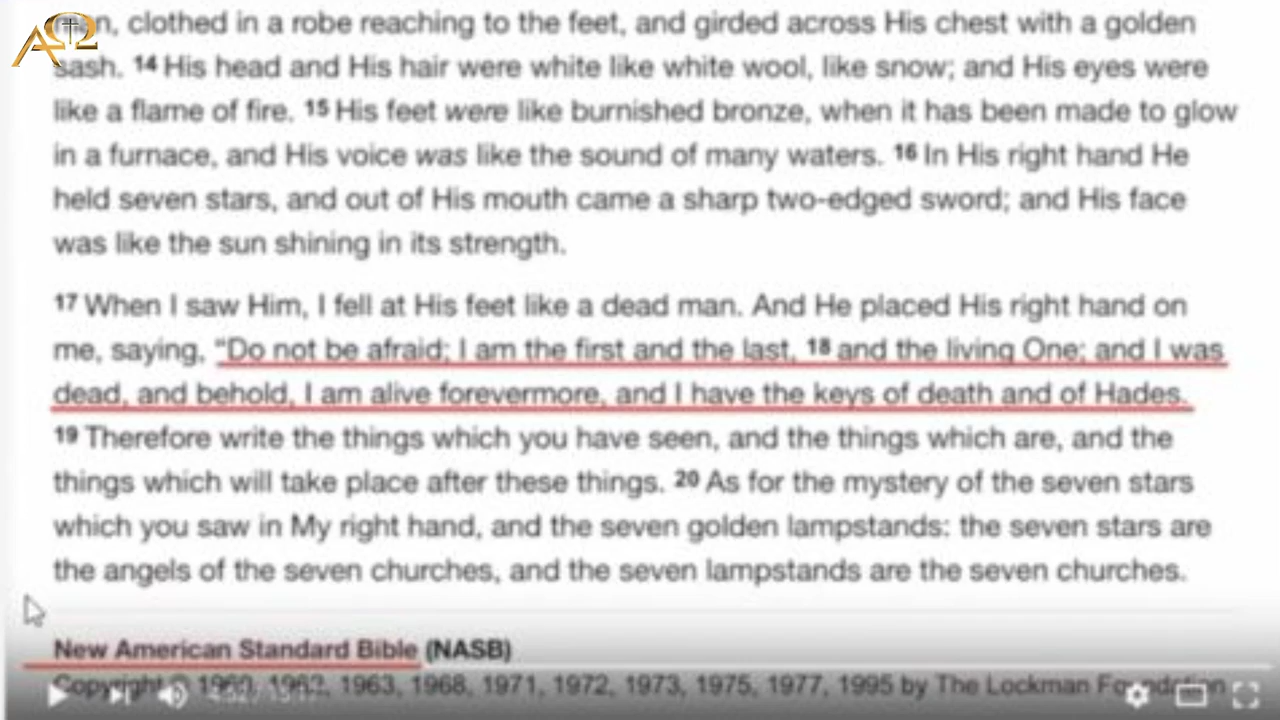 ΑΩ
clothed in a robe reaching to the feet, and girded across His chest with a golden
sash. 14 His head and His hair were white like white wool, like snow; and His eyes were
like a flame of fire. 15 His feet were like burnished bronze, when it has been made to glow
in a furnace, and His voice was like the sound of many waters. 16 In His right hand He
held seven stars, and out of His mouth came a sharp two-edged sword; and His face
was like the sun shining in its strength.
17 When I saw Him, I fell at His feet like a dead man. And He placed His right hand on
me, saying, “Do not be afraid; I am the first and the last, 18 and the living One; and I was
dead, and behold, I am alive forevermore, and I have the keys of death and of Hades.
19 Therefore write the things which you have seen, and the things which are, and the
things which will take place after these things. 20 As for the mystery of the seven stars
which you saw in My right hand, and the seven golden lampstands: the seven stars are
the angels of the seven churches, and the seven lampstands are the seven churches.
New American Standard Bible (NASB)
Copyright © 1960, 1962, 1963, 1968, 1971, 1972, 1973, 1975, 1977, 1995 by The Lockman Foundation